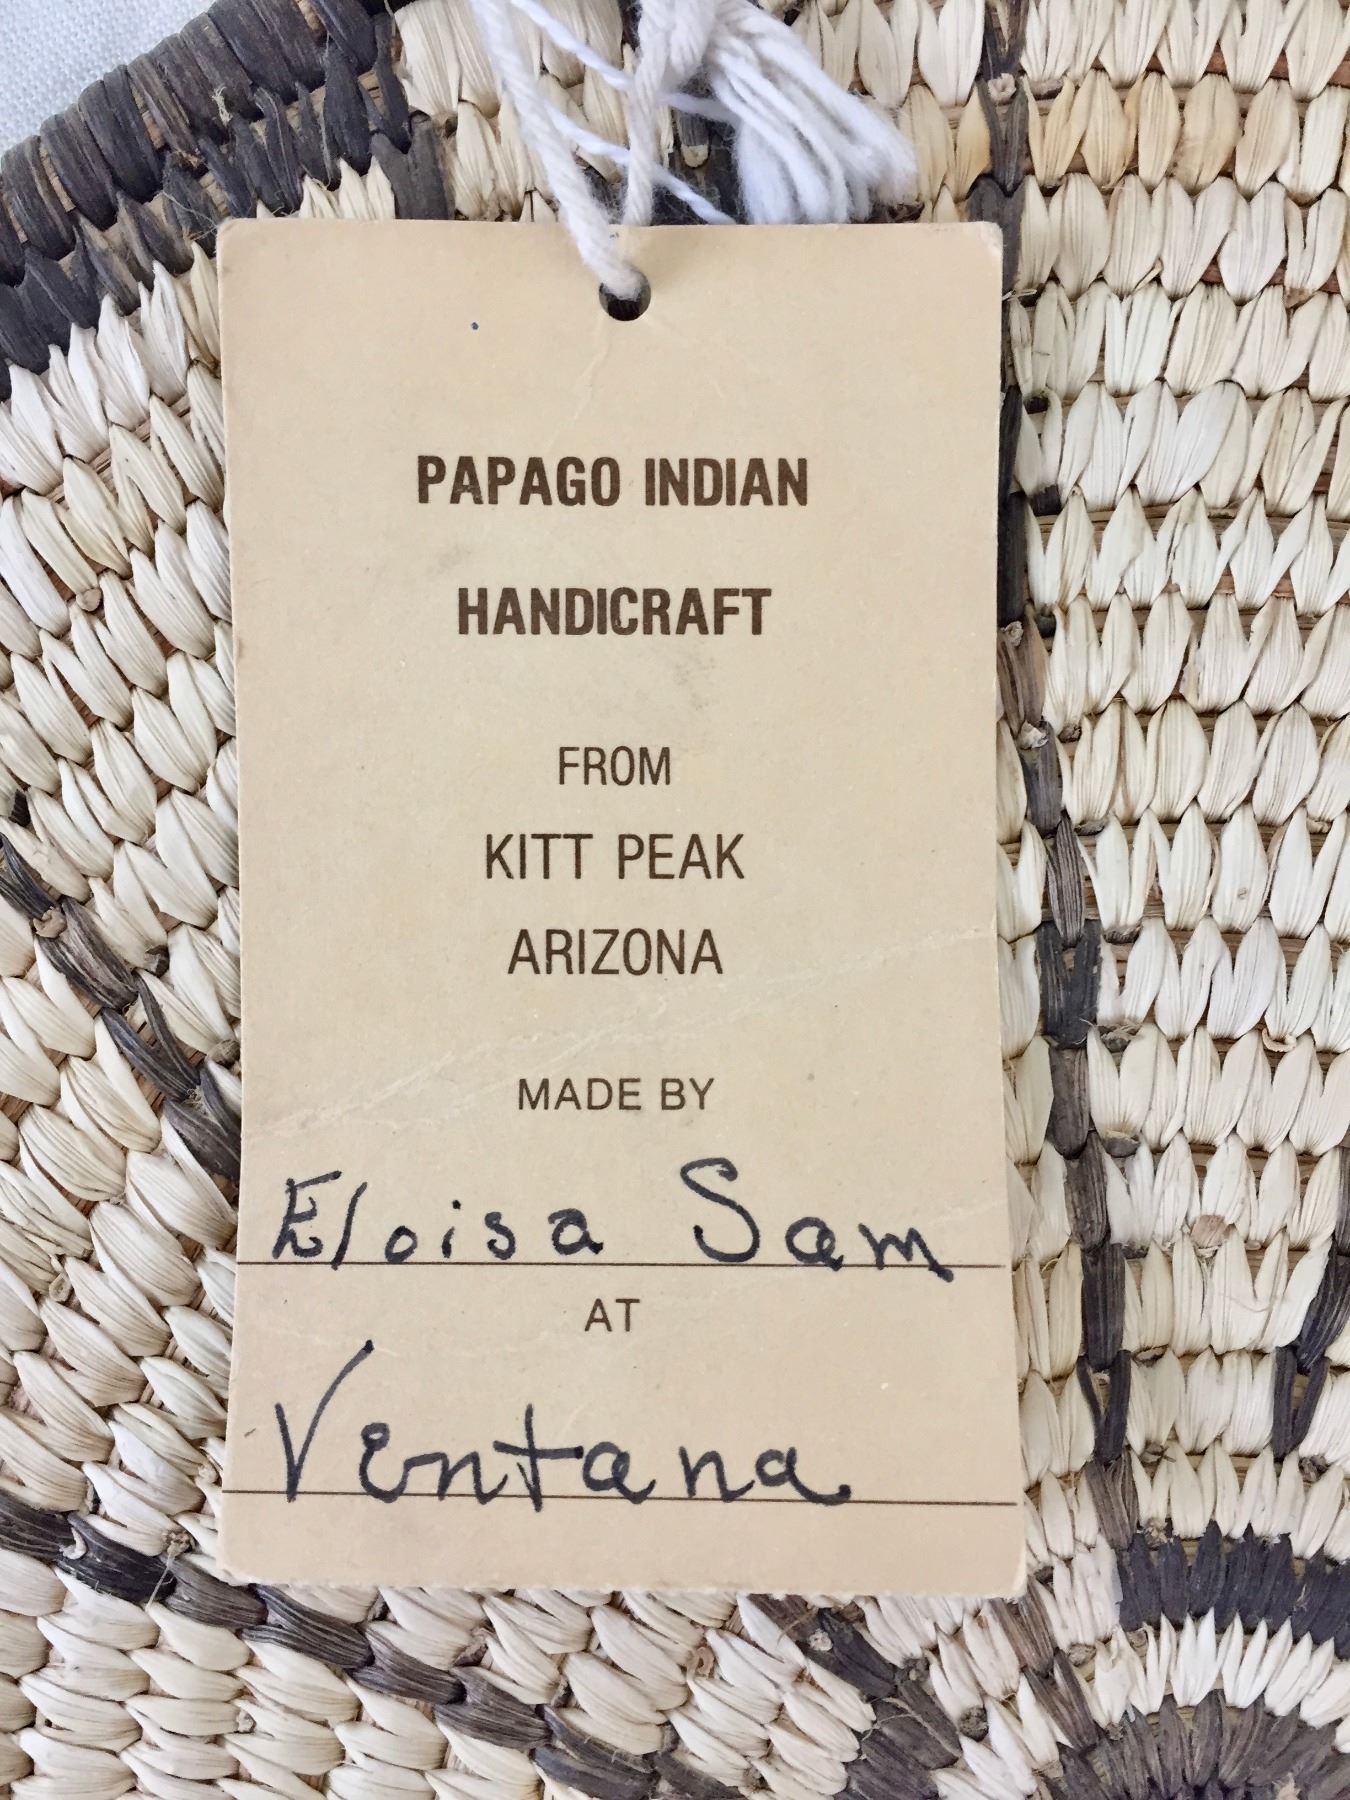 PAPAGO INDIAN
HANDICRAFT
FROM
KITT PEAK
ARIZONA
MADE BY
Eloisa Sam
AT
Ventana